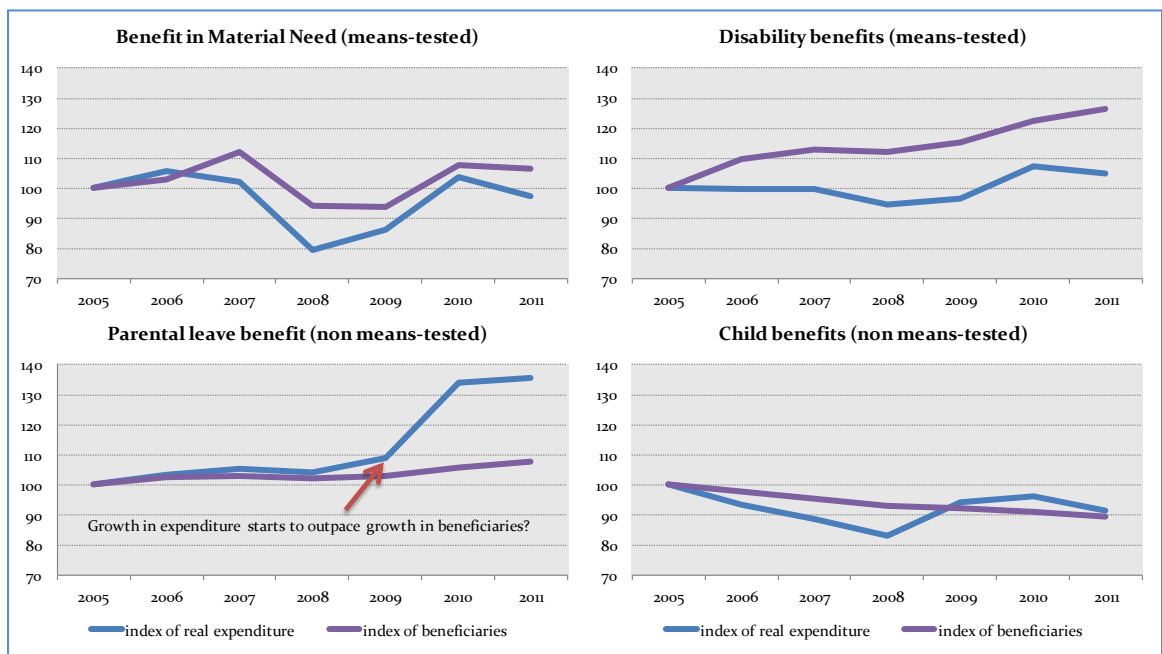 Benefit in Material Need (means-tested)
140
130
120
110
100
90
80
70
2005 2006 2007 2008 2009 2010 2011
Disability benefits (means-tested)
140
130
120
110
100
90
80
70
2005 2006 2007 2008 2009 2010 2011
Parental leave benefit (non means-tested)
140
130
120
110
100
90
80
70
Growth in expenditure starts to outpace growth in beneficiaries?
2005 2006 2007 2008 2009 2010 2011
index of real expenditure index of beneficiaries
Child benefits (non means-tested)
140
130
120
110
100
90
80
70
2005 2006 2007 2008 2009 2010 2011
index of real expenditure index of beneficiaries